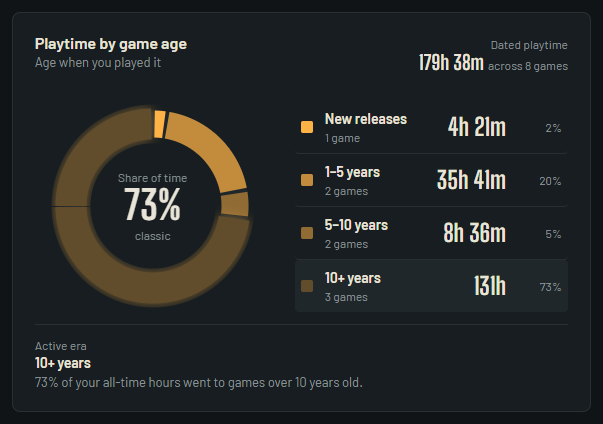 Playtime by game age
Age when you played it
Dated playtime
179h 38m across 8 games
Share of time
73%
classic
New releases
1 game
4h 21m
2%
1–5 years
2 games
35h 41m
20%
5–10 years
2 games
8h 36m
5%
10+ years
3 games
131h
73%
Active era
10+ years
73% of your all-time hours went to games over 10 years old.